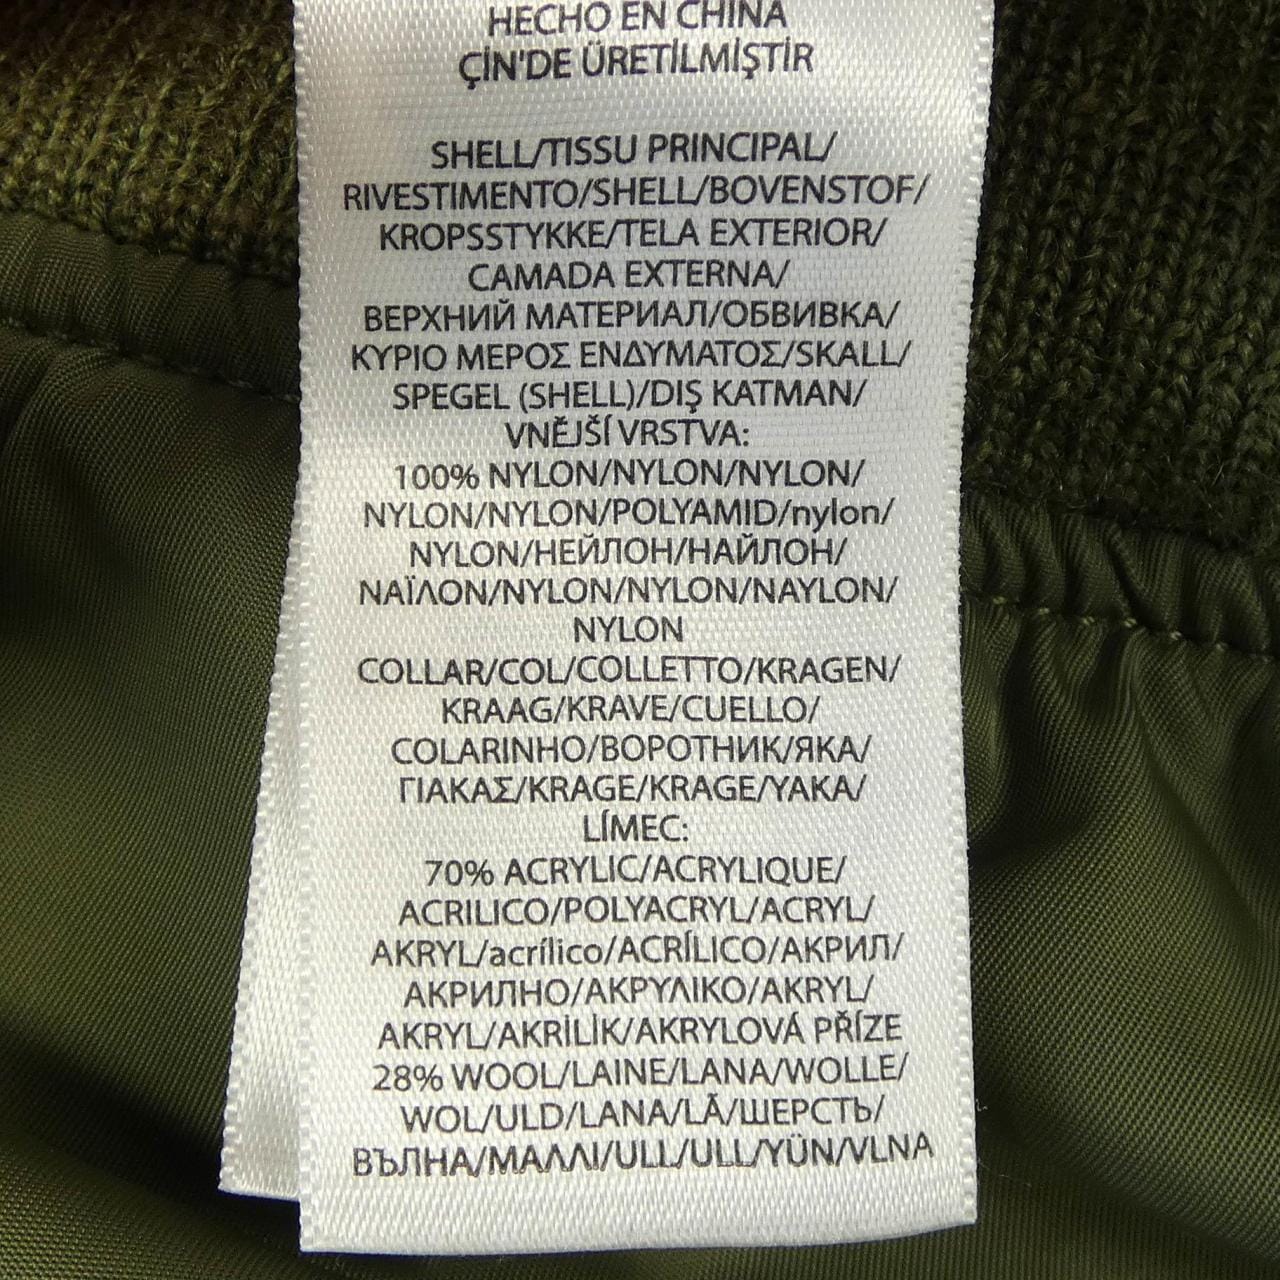 HECHO EN CHINA
ÇİN'DE ÜRETİLMİŞTİR
SHELL/TISSU PRINCIPAL/
RIVESTIMENTO/SHELL/BOVENSTOF/
KROPSSTYKKE/TELA EXTERIOR/
CAMADA EXTERNA/
ВЕРХНИЙ МАТЕРИАЛ/ОБВИВКА/
ΚΥΡΙΟ ΜΕΡΟΣ ΕΝΔΥΜΑΤΟΣ/SKALL/
SPEGEL (SHELL)/DIŞ KATMAN/
VNĚJŠÍ VRSTVA:
100% NYLON/NYLON/NYLON/
NYLON/NYLON/POLYAMID/nylon/
NYLON/НЕЙЛОН/НАЙЛОН/
ΝΑΪΛΟΝ/NYLON/NYLON/NAYLON/
NYLON
COLLAR/COL/COLLETTO/KRAGEN/
KRAAG/KRAVE/CUELLO/
COLARINHO/ВОРОТНИК/ЯКА/
ΓΙΑΚΑΣ/KRAGE/KRAGE/YAKA/
LÍMEC:
70% ACRYLIC/ACRYLIQUE/
ACRILICO/POLYACRYL/ACRYL/
AKRYL/acrílico/ACRÍLICO/АКРИЛ/
АКРИЛНО/ΑΚΡΥΛΙΚΟ/AKRYL/
AKRYL/AKRİLİK/AKRYLOVÁ PŘÍZE
28% WOOL/LAINE/LANA/WOLLE/
WOL/ULD/LANA/LÃ/ШЕРСТЬ/
ВЪЛНА/ΜΑΛΛΙ/ULL/ULL/YÜN/VLNA